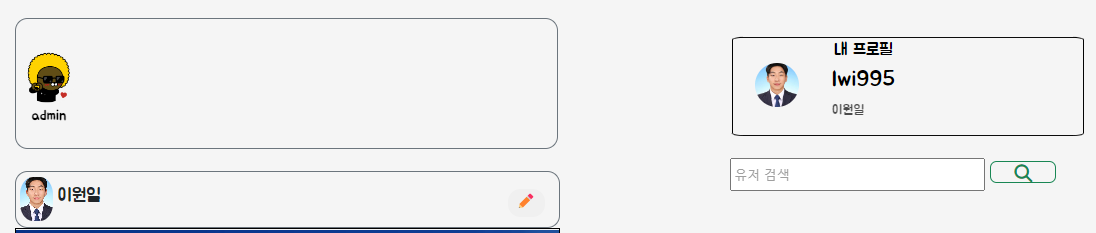 admin
이원일
내 프로필
lwi995
이원일
유저 검색